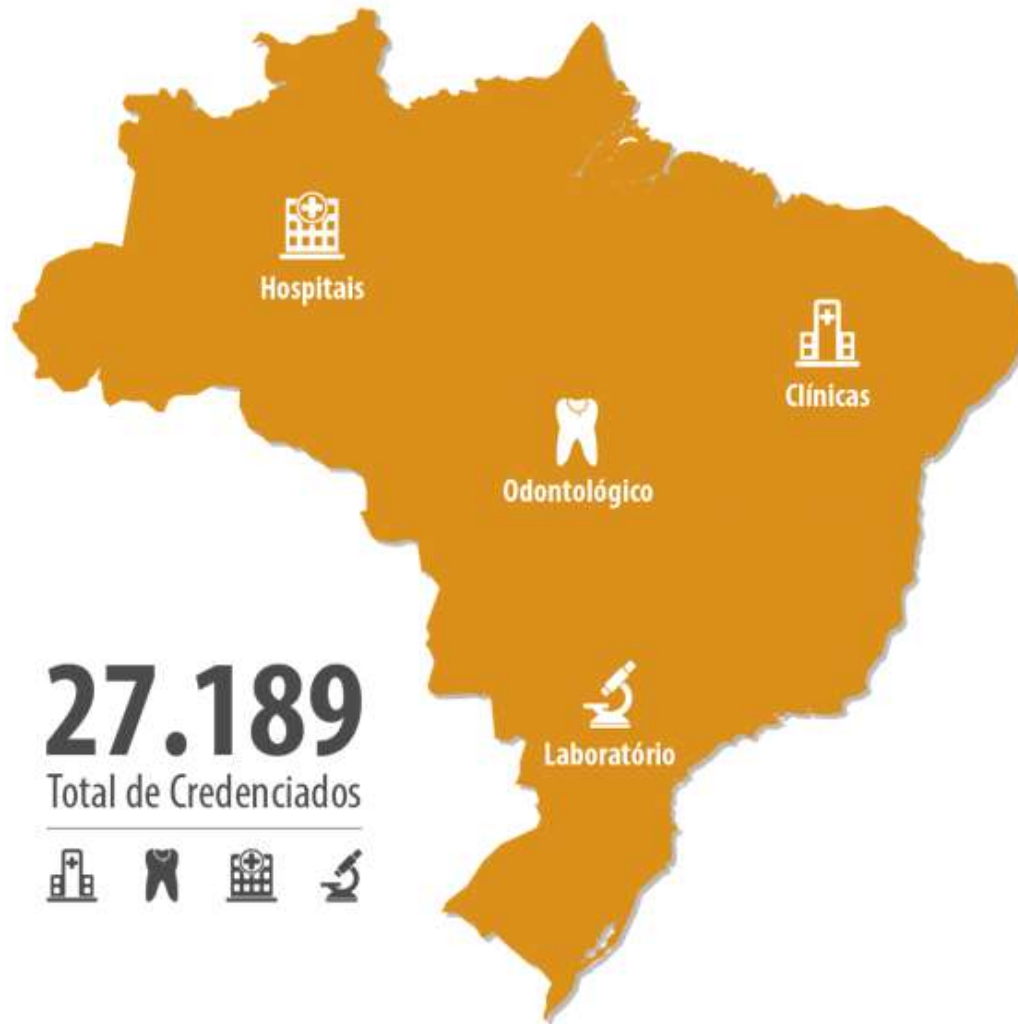 Hospitais
Clínicas
Odontológico
Laboratório
27.189
Total de Credenciados